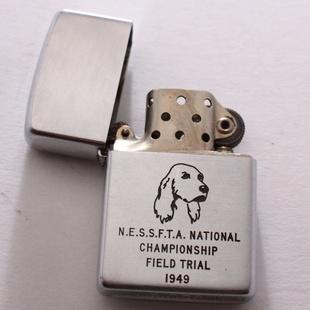 N.E.S.S.F.T.A. NATIONAL
CHAMPIONSHIP
FIELD TRIAL
1949